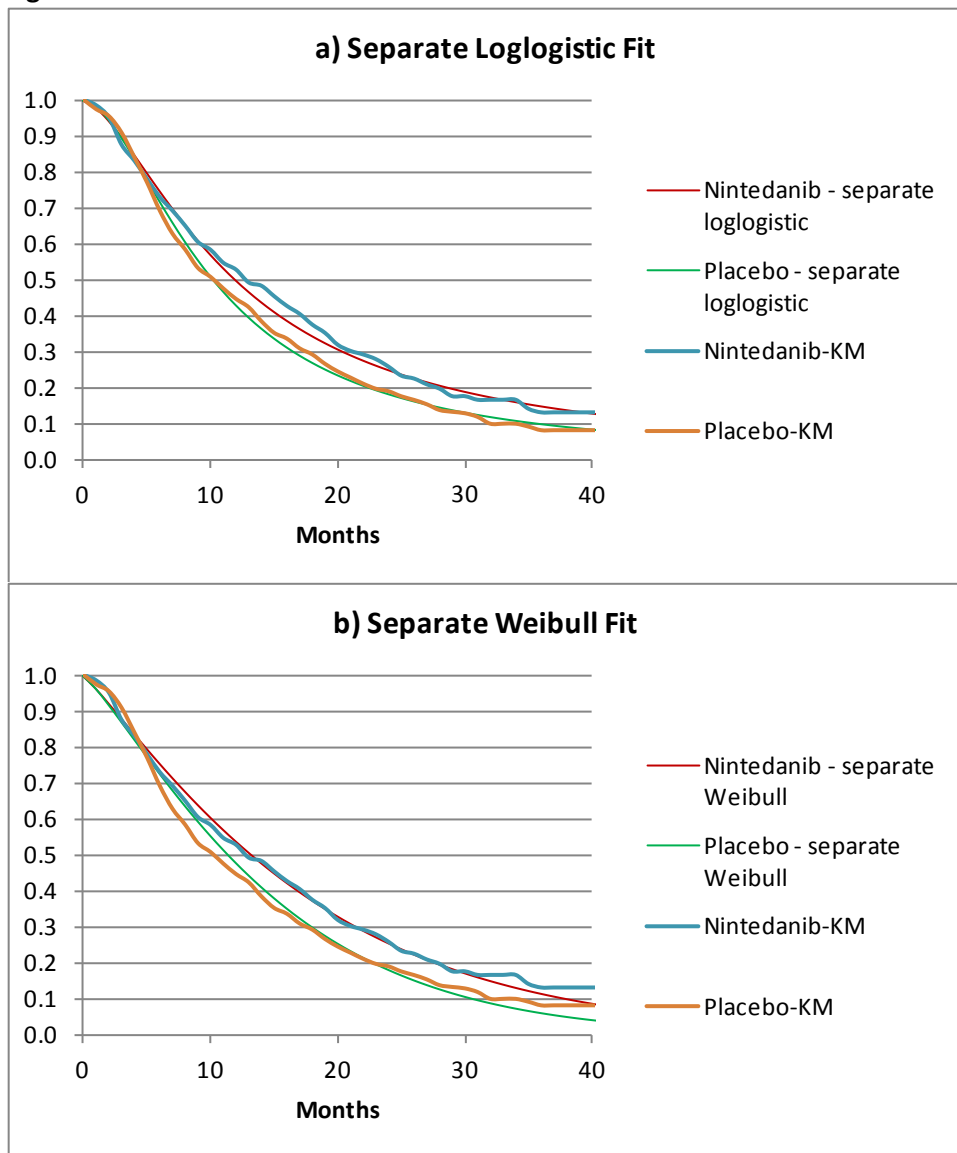 a) Separate Loglogistic Fit
1.0
0.9
0.8
0.7
0.6
0.5
0.4
0.3
0.2
0.1
0.0
0 10 20 30 40
Months
Nintedanib - separate
loglogistic
Placebo - separate
loglogistic
Nintedanib-KM
Placebo-KM
b) Separate Weibull Fit
1.0
0.9
0.8
0.7
0.6
0.5
0.4
0.3
0.2
0.1
0.0
0 10 20 30 40
Months
Nintedanib - separate
Weibull
Placebo - separate
Weibull
Nintedanib-KM
Placebo-KM